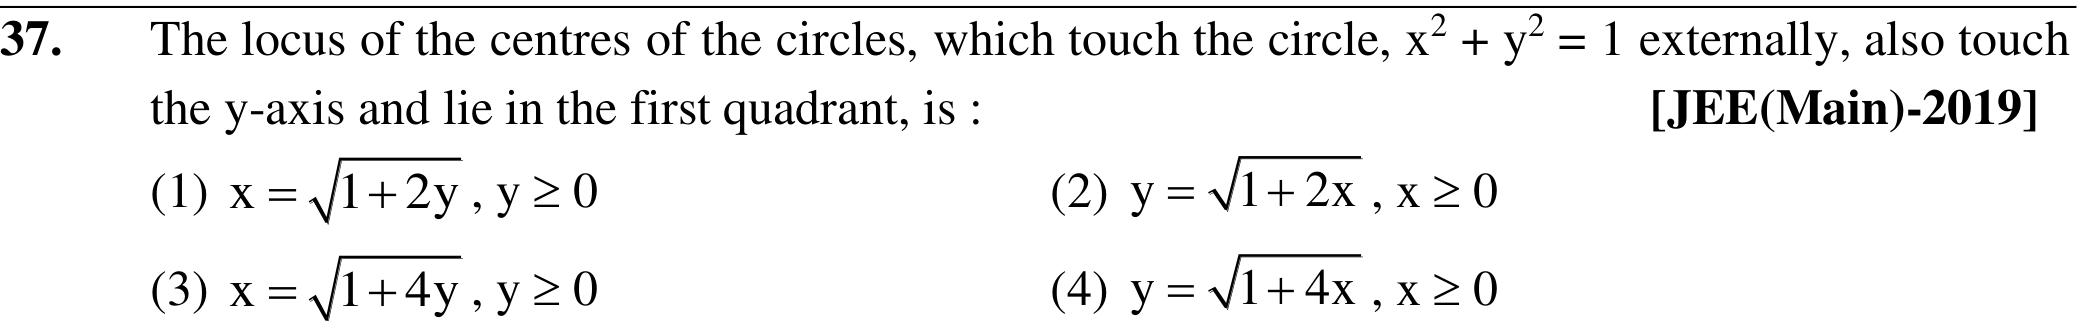 37. The locus of the centres of the circles, which touch the circle, x² + y² = 1 externally, also touch
the y-axis and lie in the first quadrant, is : [JEE(Main)-2019]
(1) x = √(1+2y) , y ≥ 0 (2) y = √(1+2x) , x ≥ 0
(3) x = √(1+4y) , y ≥ 0 (4) y = √(1+4x) , x ≥ 0